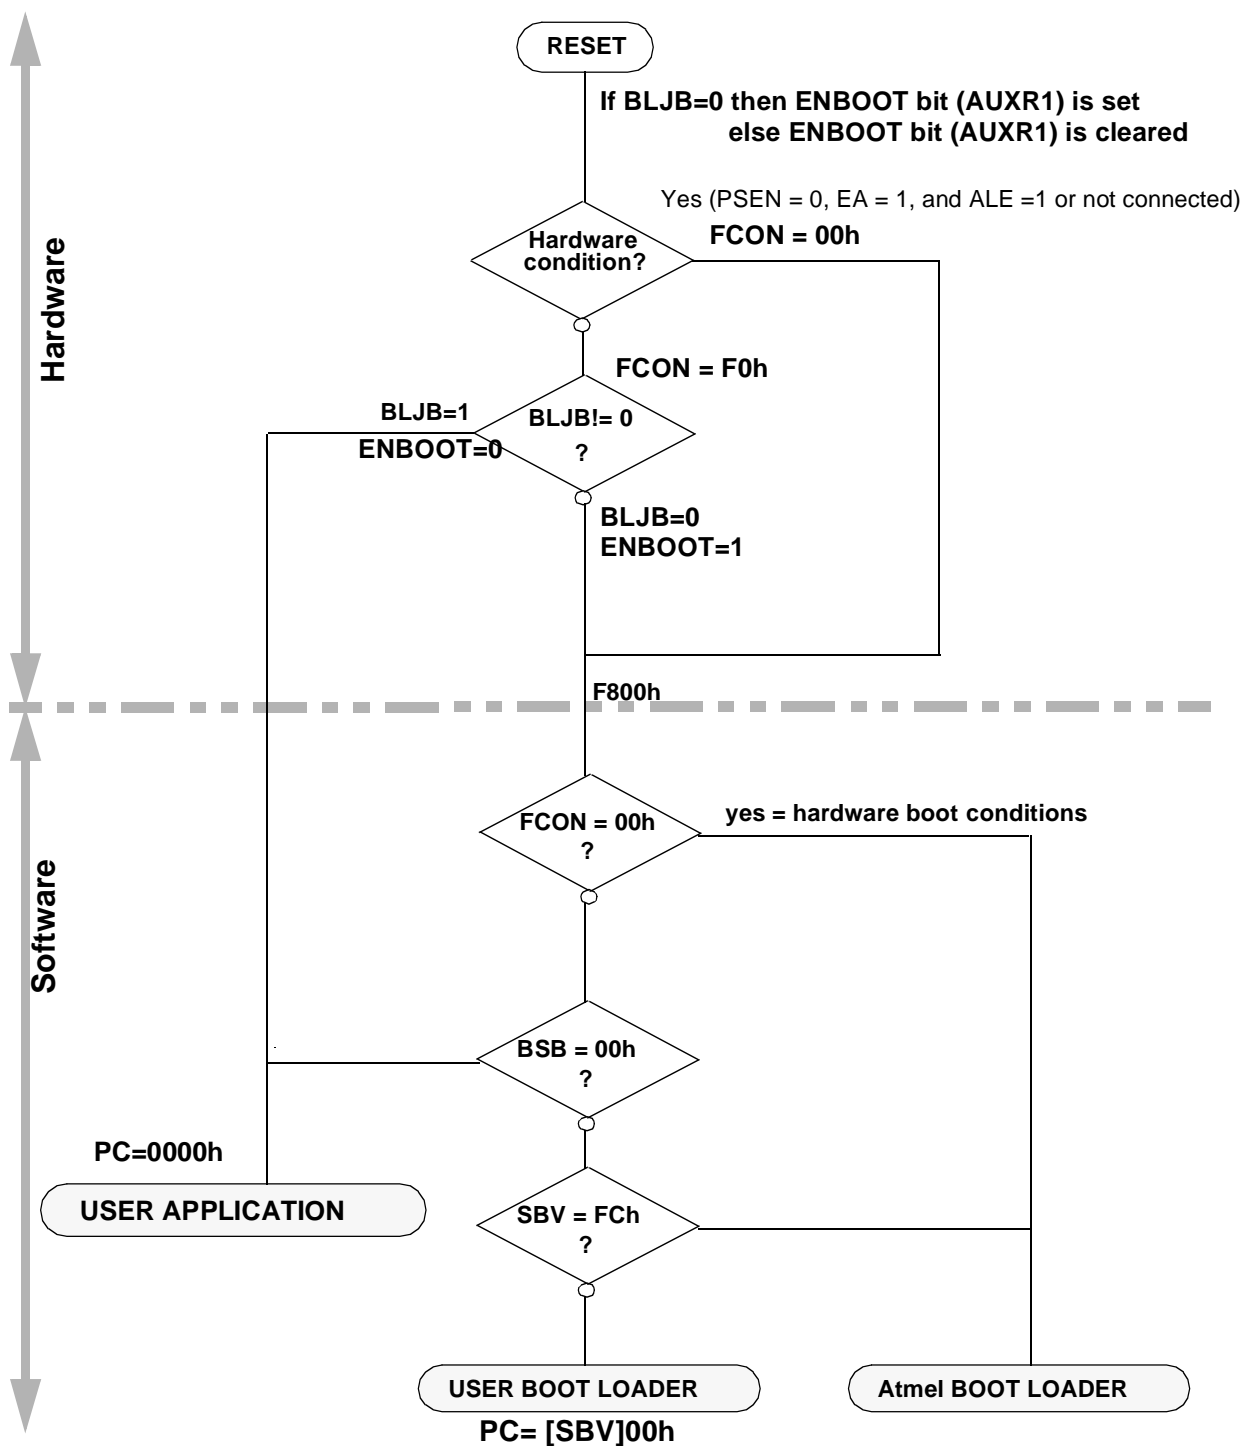 RESET
If BLJB=0 then ENBOOT bit (AUXR1) is set
else ENBOOT bit (AUXR1) is cleared
Yes (PSEN = 0, EA = 1, and ALE =1 or not connected)
FCON = 00h
Hardware
condition?
Hardware
FCON = F0h
BLJB=1
ENBOOT=0
BLJB!= 0
?
BLJB=0
ENBOOT=1
F800h
FCON = 00h
?
yes = hardware boot conditions
Software
BSB = 00h
?
PC=0000h
USER APPLICATION
SBV = FCh
?
USER BOOT LOADER
PC= [SBV]00h
Atmel BOOT LOADER